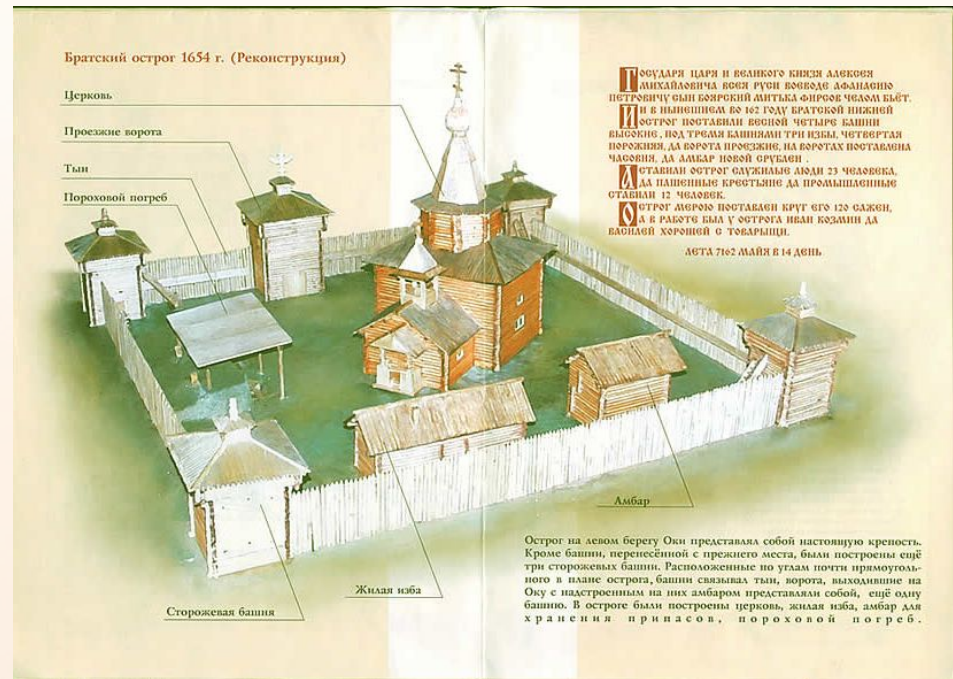 Братский острог 1654 г. (Реконструкция)
Церковь
Проезжие ворота
Тын
Пороховой погреб
Сторожевая башня
Жилая изба
Амбар
Государя царя и великого князя Алексея
Михайловича всея Руси воеводе Афанасию
Петровичу сын боярский Митька Фирсов челом бьёт.
И в нынешнем во 162 году Братской нижней
острог поставили весной четыре башни
высокие, под тремя башнями три избы, четвертая
порожняя, да ворота проезжие, на воротах поставлена
часовня, да амбар новой срублен.
Аставили острог служилые люди 23 человека,
да пашенные крестьяне да промышленные
ставили 12 человек.
Острог мерою поставлен круг его 120 сажен,
а в работе был у острога Иван Козмин да
Василей Хорошей с товарыщи.
Лета 7162 майя в 14 день
Острог на левом берегу Оки представлял собой настоящую крепость.
Кроме башни, перенесённой с прежнего места, были построены ещё
три сторожевых башни. Расположенные по углам почти прямоуголь-
ного в плане острога, башни связывал тын, ворота, выходившие на
Оку с надстроенным на них амбаром представляли собой, ещё одну
башню. В остроге были построены церковь, жилая изба, амбар для
хранения припасов, пороховой погреб.